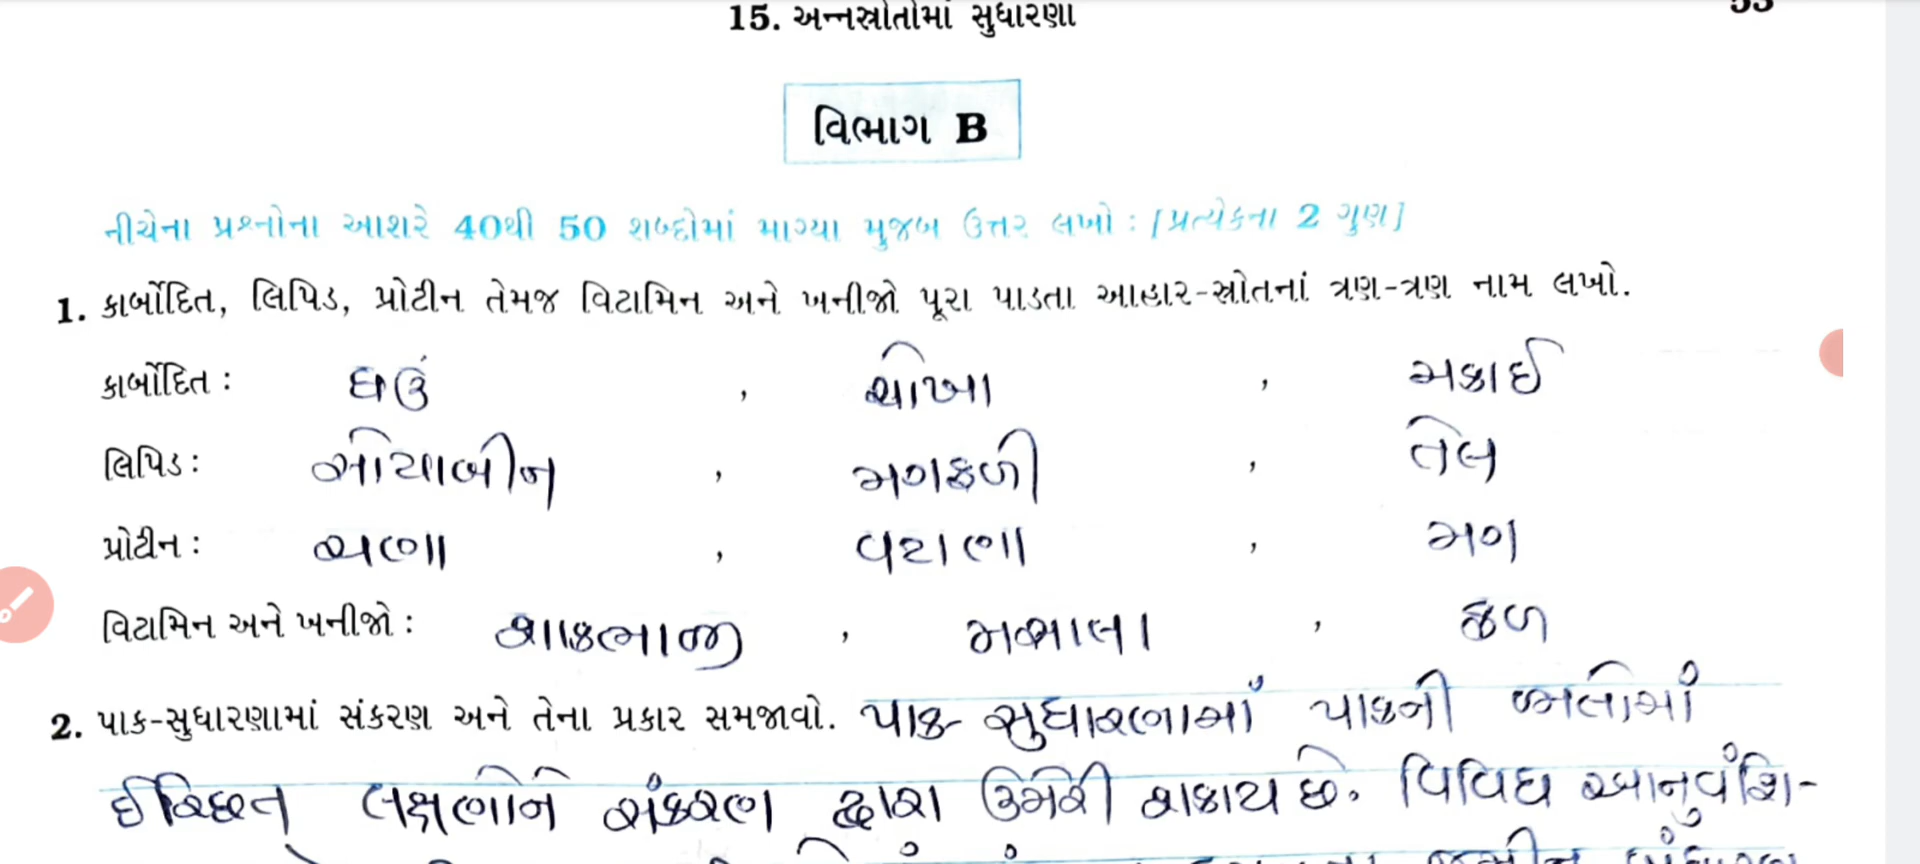 15. અન્નસ્રોતોમાં સુધારણા
વિભાગ B
નીચેના પ્રશ્નોના આશરે 40થી 50 શબ્દોમાં માગ્યા મુજબ ઉત્તર લખો : [પ્રત્યેકના 2 ગુણ]
1. કાર્બોદિત, લિપિડ, પ્રોટીન તેમજ વિટામિન અને ખનીજો પૂરા પાડતા આહાર-સ્રોતનાં ત્રણ-ત્રણ નામ લખો.
કાર્બોદિત : ઘઉં , ચોખા , મકાઈ
લિપિડ : સોયાબીન , મગફળી , તેલ
પ્રોટીન : ચણા , વટાણા , મગ
વિટામિન અને ખનીજો : શાકભાજી , મસાલા , ફળ
2. પાક-સુધારણામાં સંકરણ અને તેના પ્રકાર સમજાવો. પાક સુધારણામાં પાકની જાતોમાં
ઈચ્છિત લક્ષણોને સંકરણ દ્વારા ઉમેરી શકાય છે. વિવિધ આનુવંશિ-